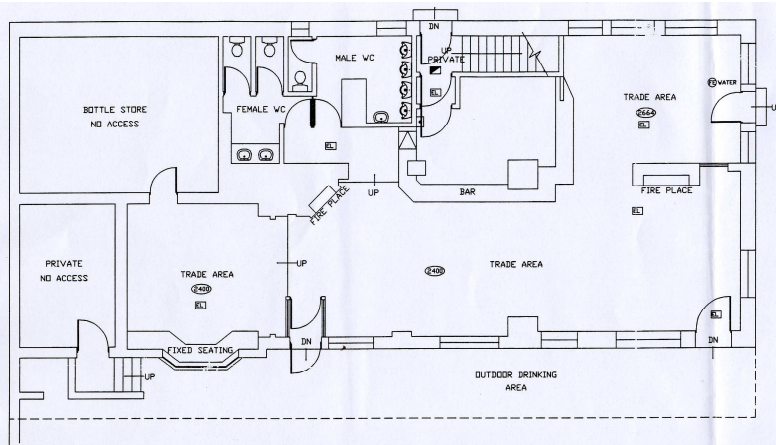 DN
UP
PRIVATE
EL
MALE WC
BOTTLE STORE
NO ACCESS
FEMALE WC
EL
TRADE AREA
2664
EL
FE WATER
U
FIRE PLACE
UP
BAR
FIRE PLACE
EL
PRIVATE
NO ACCESS
TRADE AREA
2400
EL
UP
2400
TRADE AREA
EL
FIXED SEATING
DN
DN
UP
OUTDOOR DRINKING
AREA